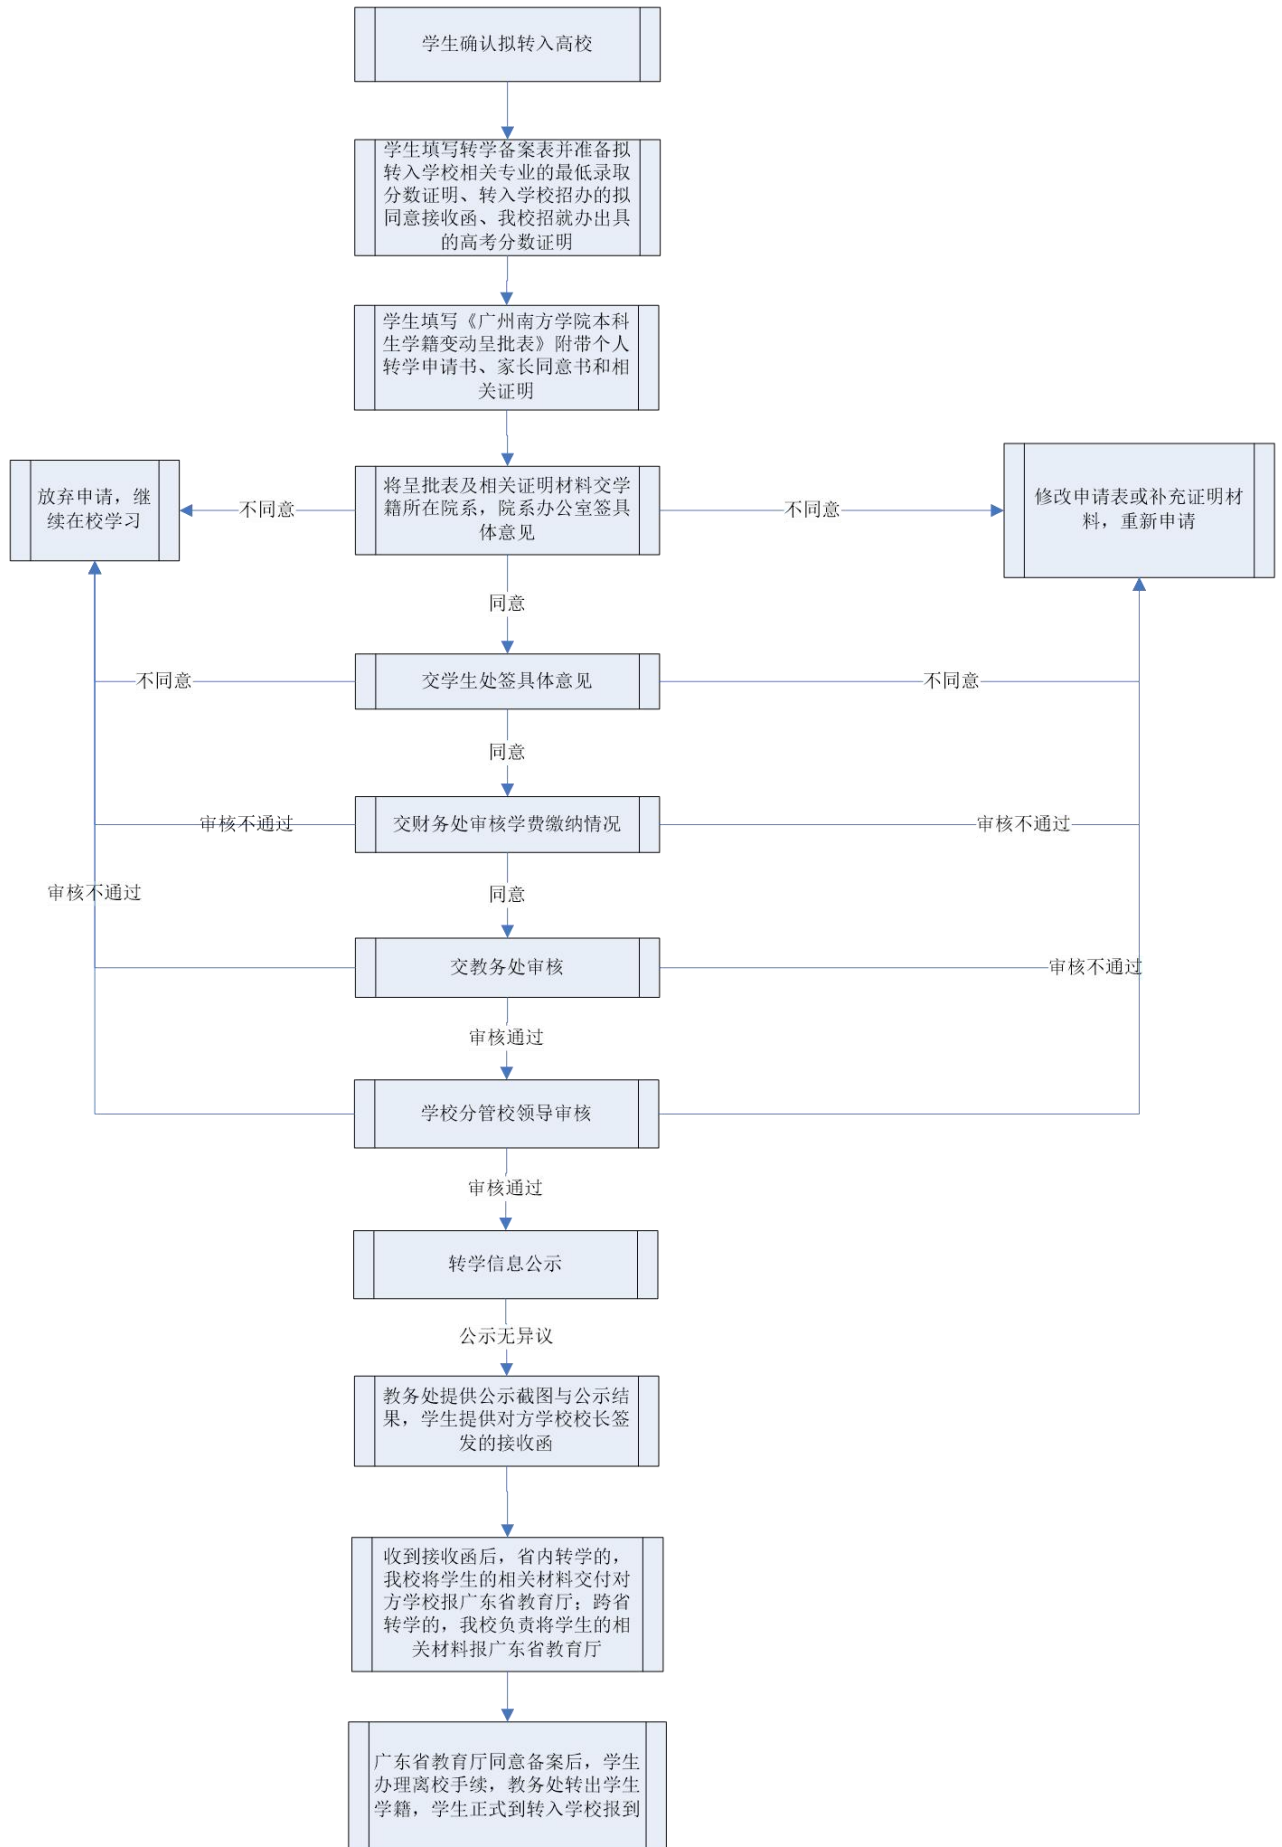 学生确认拟转入高校
学生填写转学备案表并准备拟
转入学校相关专业的最低录取
分数证明、转入学校招办的拟
同意接收函、我校招就办出具
的高考分数证明
学生填写《广州南方学院本科
生学籍变动呈批表》附带个人
转学申请书、家长同意书和相
关证明
放弃申请，继
续在校学习
不同意
将呈批表及相关证明材料交学
籍所在院系，院系办公室签具
体意见
不同意
修改申请表或补充证明材
料，重新申请
同意
不同意
交学生处签具体意见
不同意
同意
审核不通过
交财务处审核学费缴纳情况
审核不通过
审核不通过
同意
交教务处审核
审核不通过
审核通过
学校分管校领导审核
审核通过
转学信息公示
公示无异议
教务处提供公示截图与公示结
果，学生提供对方学校校长签
发的接收函
收到接收函后，省内转学的，
我校将学生的相关材料交付对
方学校报广东省教育厅；跨省
转学的，我校负责将学生的相
关材料报广东省教育厅
广东省教育厅同意备案后，学生
办理离校手续，教务处转出学生
学籍，学生正式到转入学校报到